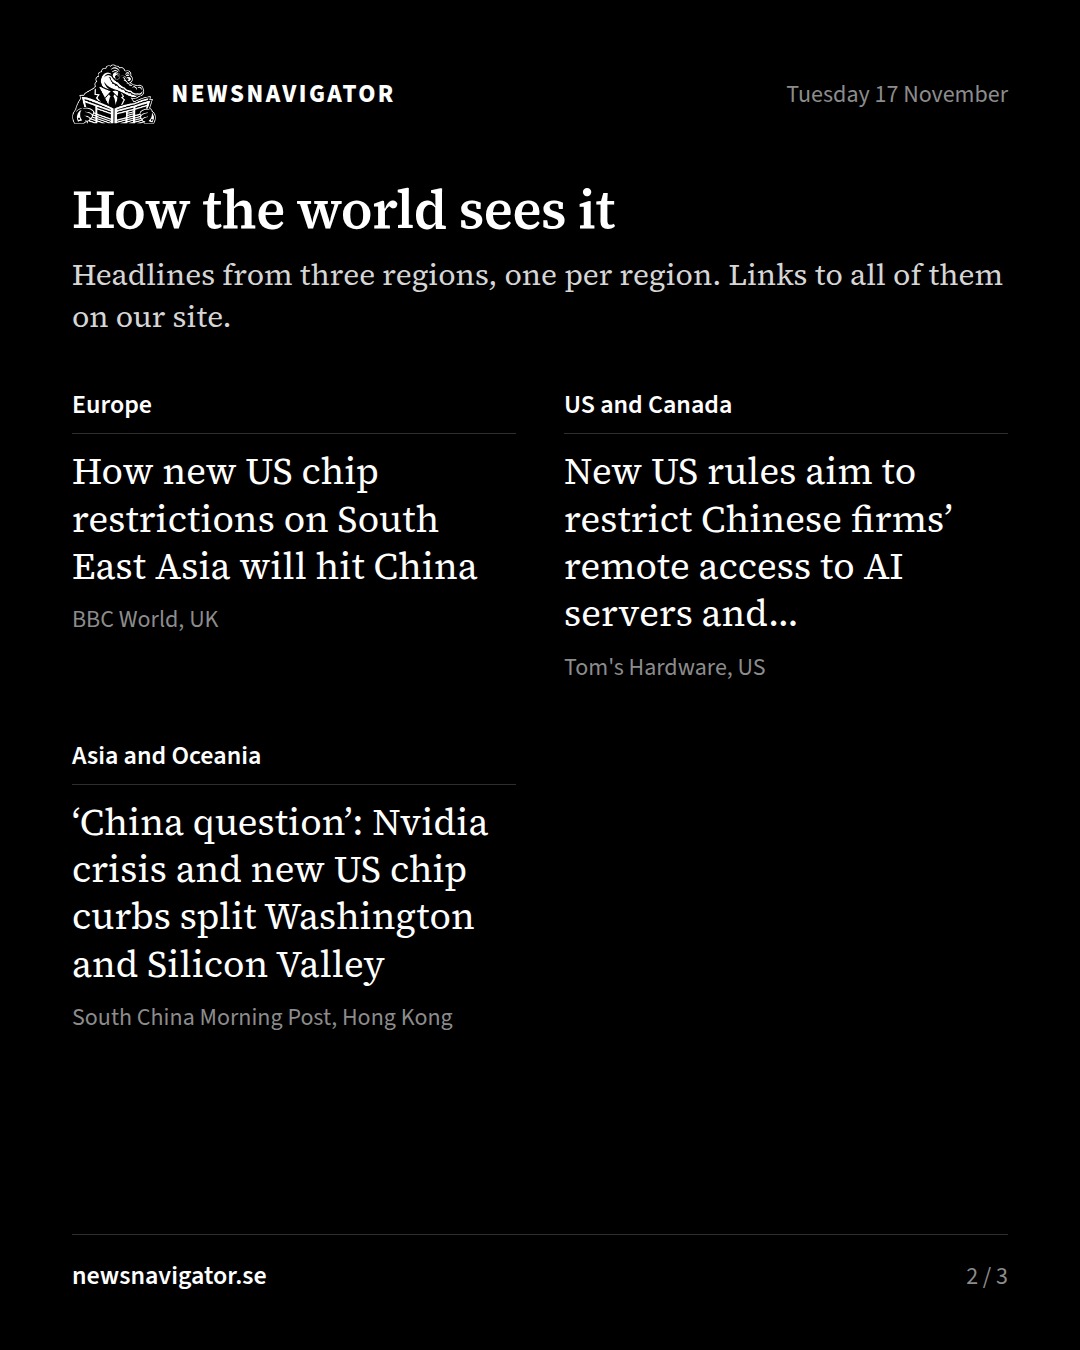 NEWSNAVIGATOR
Tuesday 17 November
How the world sees it
Headlines from three regions, one per region. Links to all of them
on our site.
Europe
How new US chip
restrictions on South
East Asia will hit China
BBC World, UK
US and Canada
New US rules aim to
restrict Chinese firms’
remote access to AI
servers and...
Tom's Hardware, US
Asia and Oceania
‘China question’: Nvidia
crisis and new US chip
curbs split Washington
and Silicon Valley
South China Morning Post, Hong Kong
newsnavigator.se
2 / 3